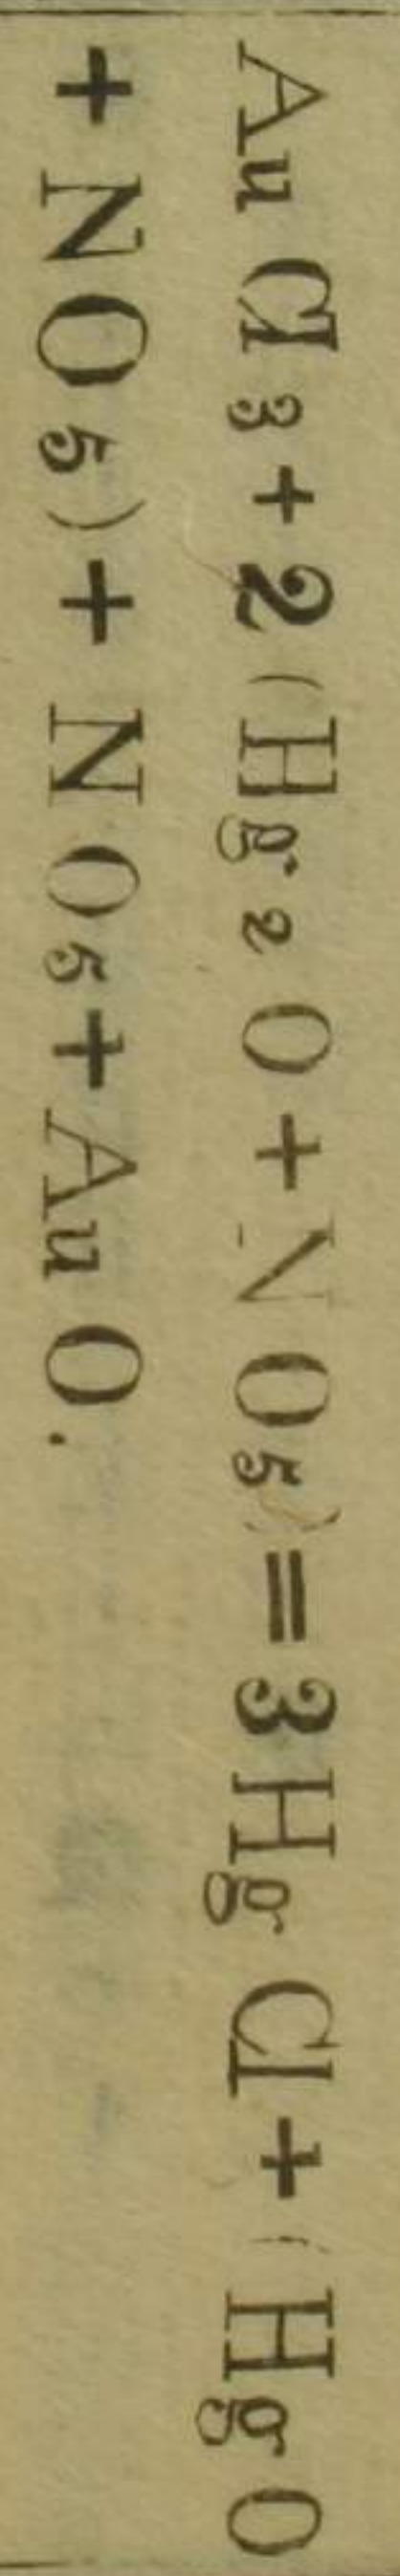 Au Cl 3 + 2 (Hg 2 O + N O 5) = 3 Hg Cl + (Hg O
+ N O 5) + N O 5 + Au O.